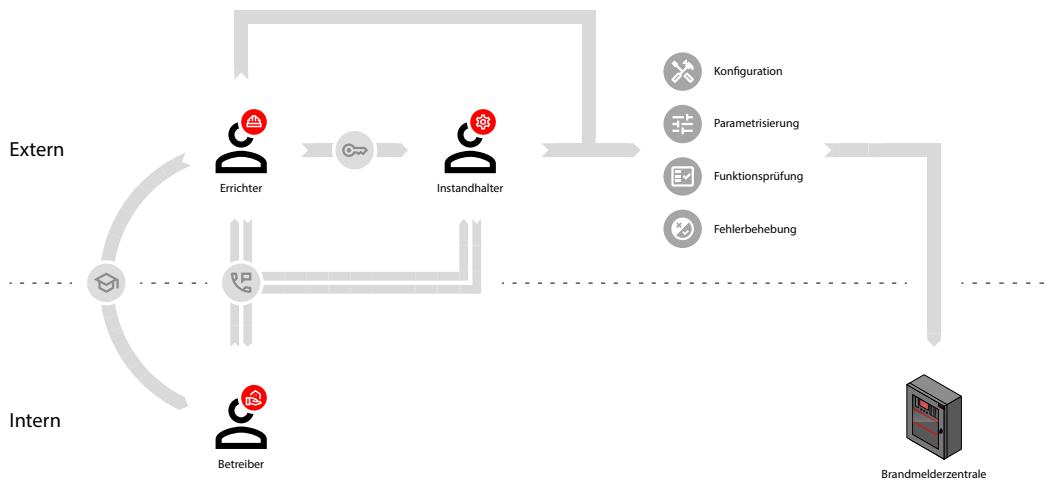 Konfiguration
Parametrisierung
Extern
Funktionsprüfung
Errichter
Instandhalter
Fehlerbehebung
Intern
Betreiber
Brandmelderzentrale